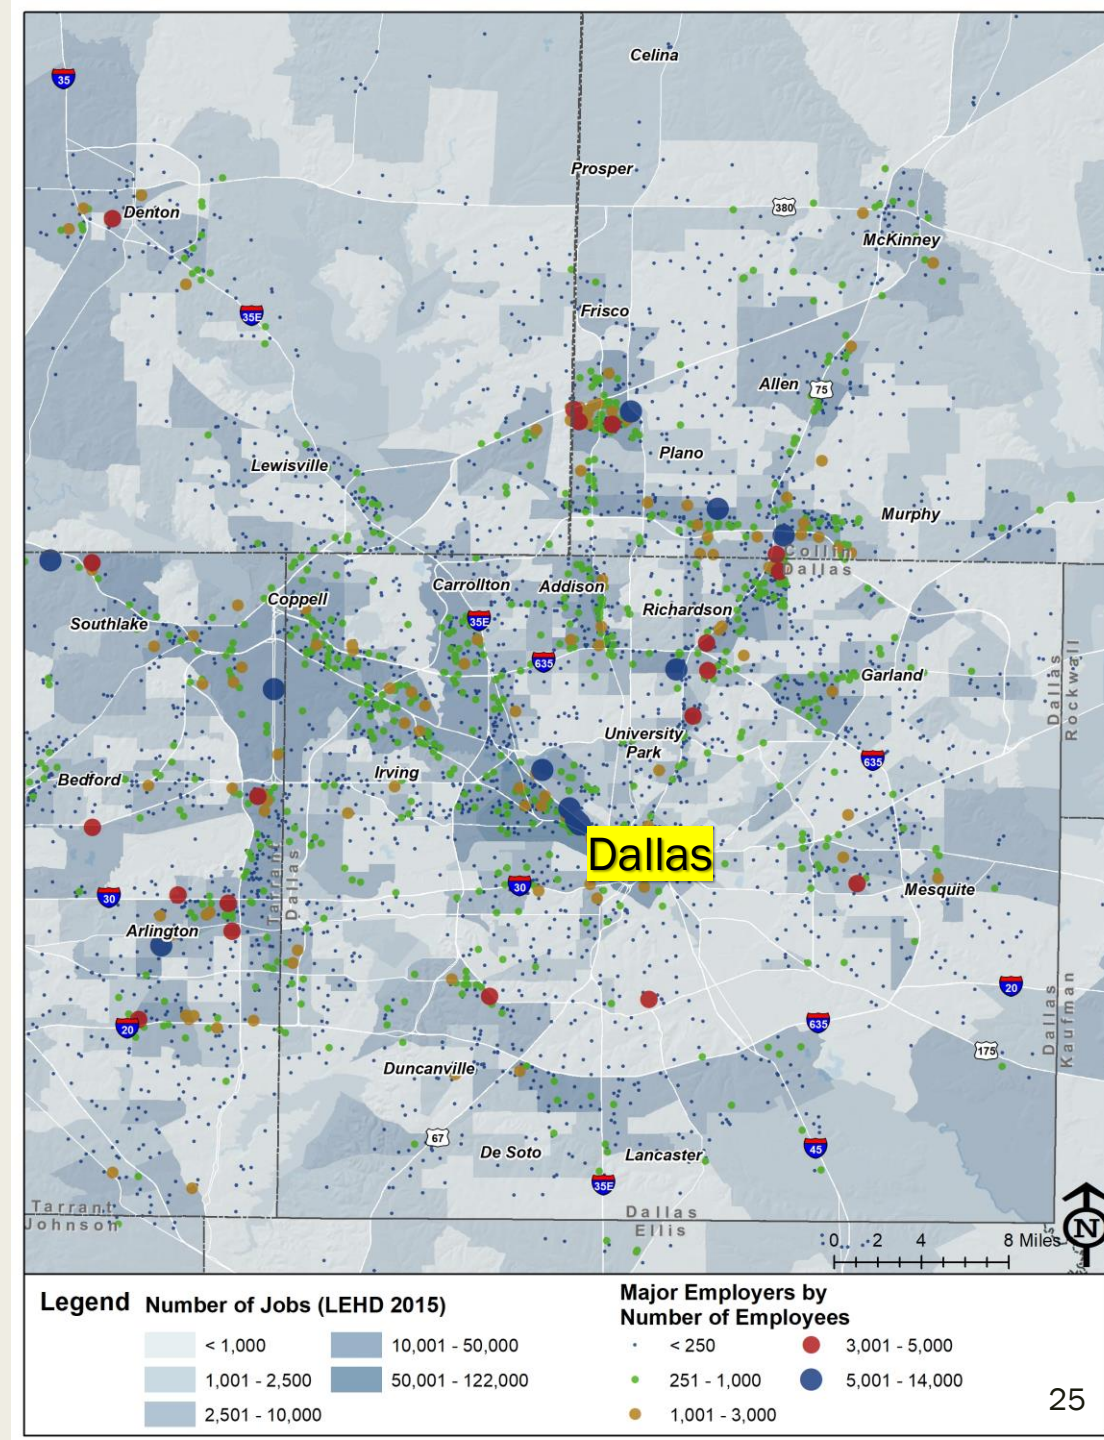 Celina
35
Prosper
380
Denton
McKinney
35E
Frisco
Allen
75
Plano
Lewisville
Murphy
Collin
Dallas
Carrollton
Addison
Coppell
Richardson
Southlake
35E
635
Garland
Dallas
Rockwall
University
Park
635
Bedford
Irving
Dallas
Tarrant
Dallas
30
30
Mesquite
Arlington
20
20
635
175
Dallas
Kaufman
Duncanville
67
De Soto
Lancaster
45
35E
Tarrant
Johnson
Dallas
Ellis
N
0 2 4 8 Miles
Legend
Number of Jobs (LEHD 2015)
< 1,000
1,001 - 2,500
2,501 - 10,000
10,001 - 50,000
50,001 - 122,000
Major Employers by
Number of Employees
< 250
251 - 1,000
1,001 - 3,000
3,001 - 5,000
5,001 - 14,000
25